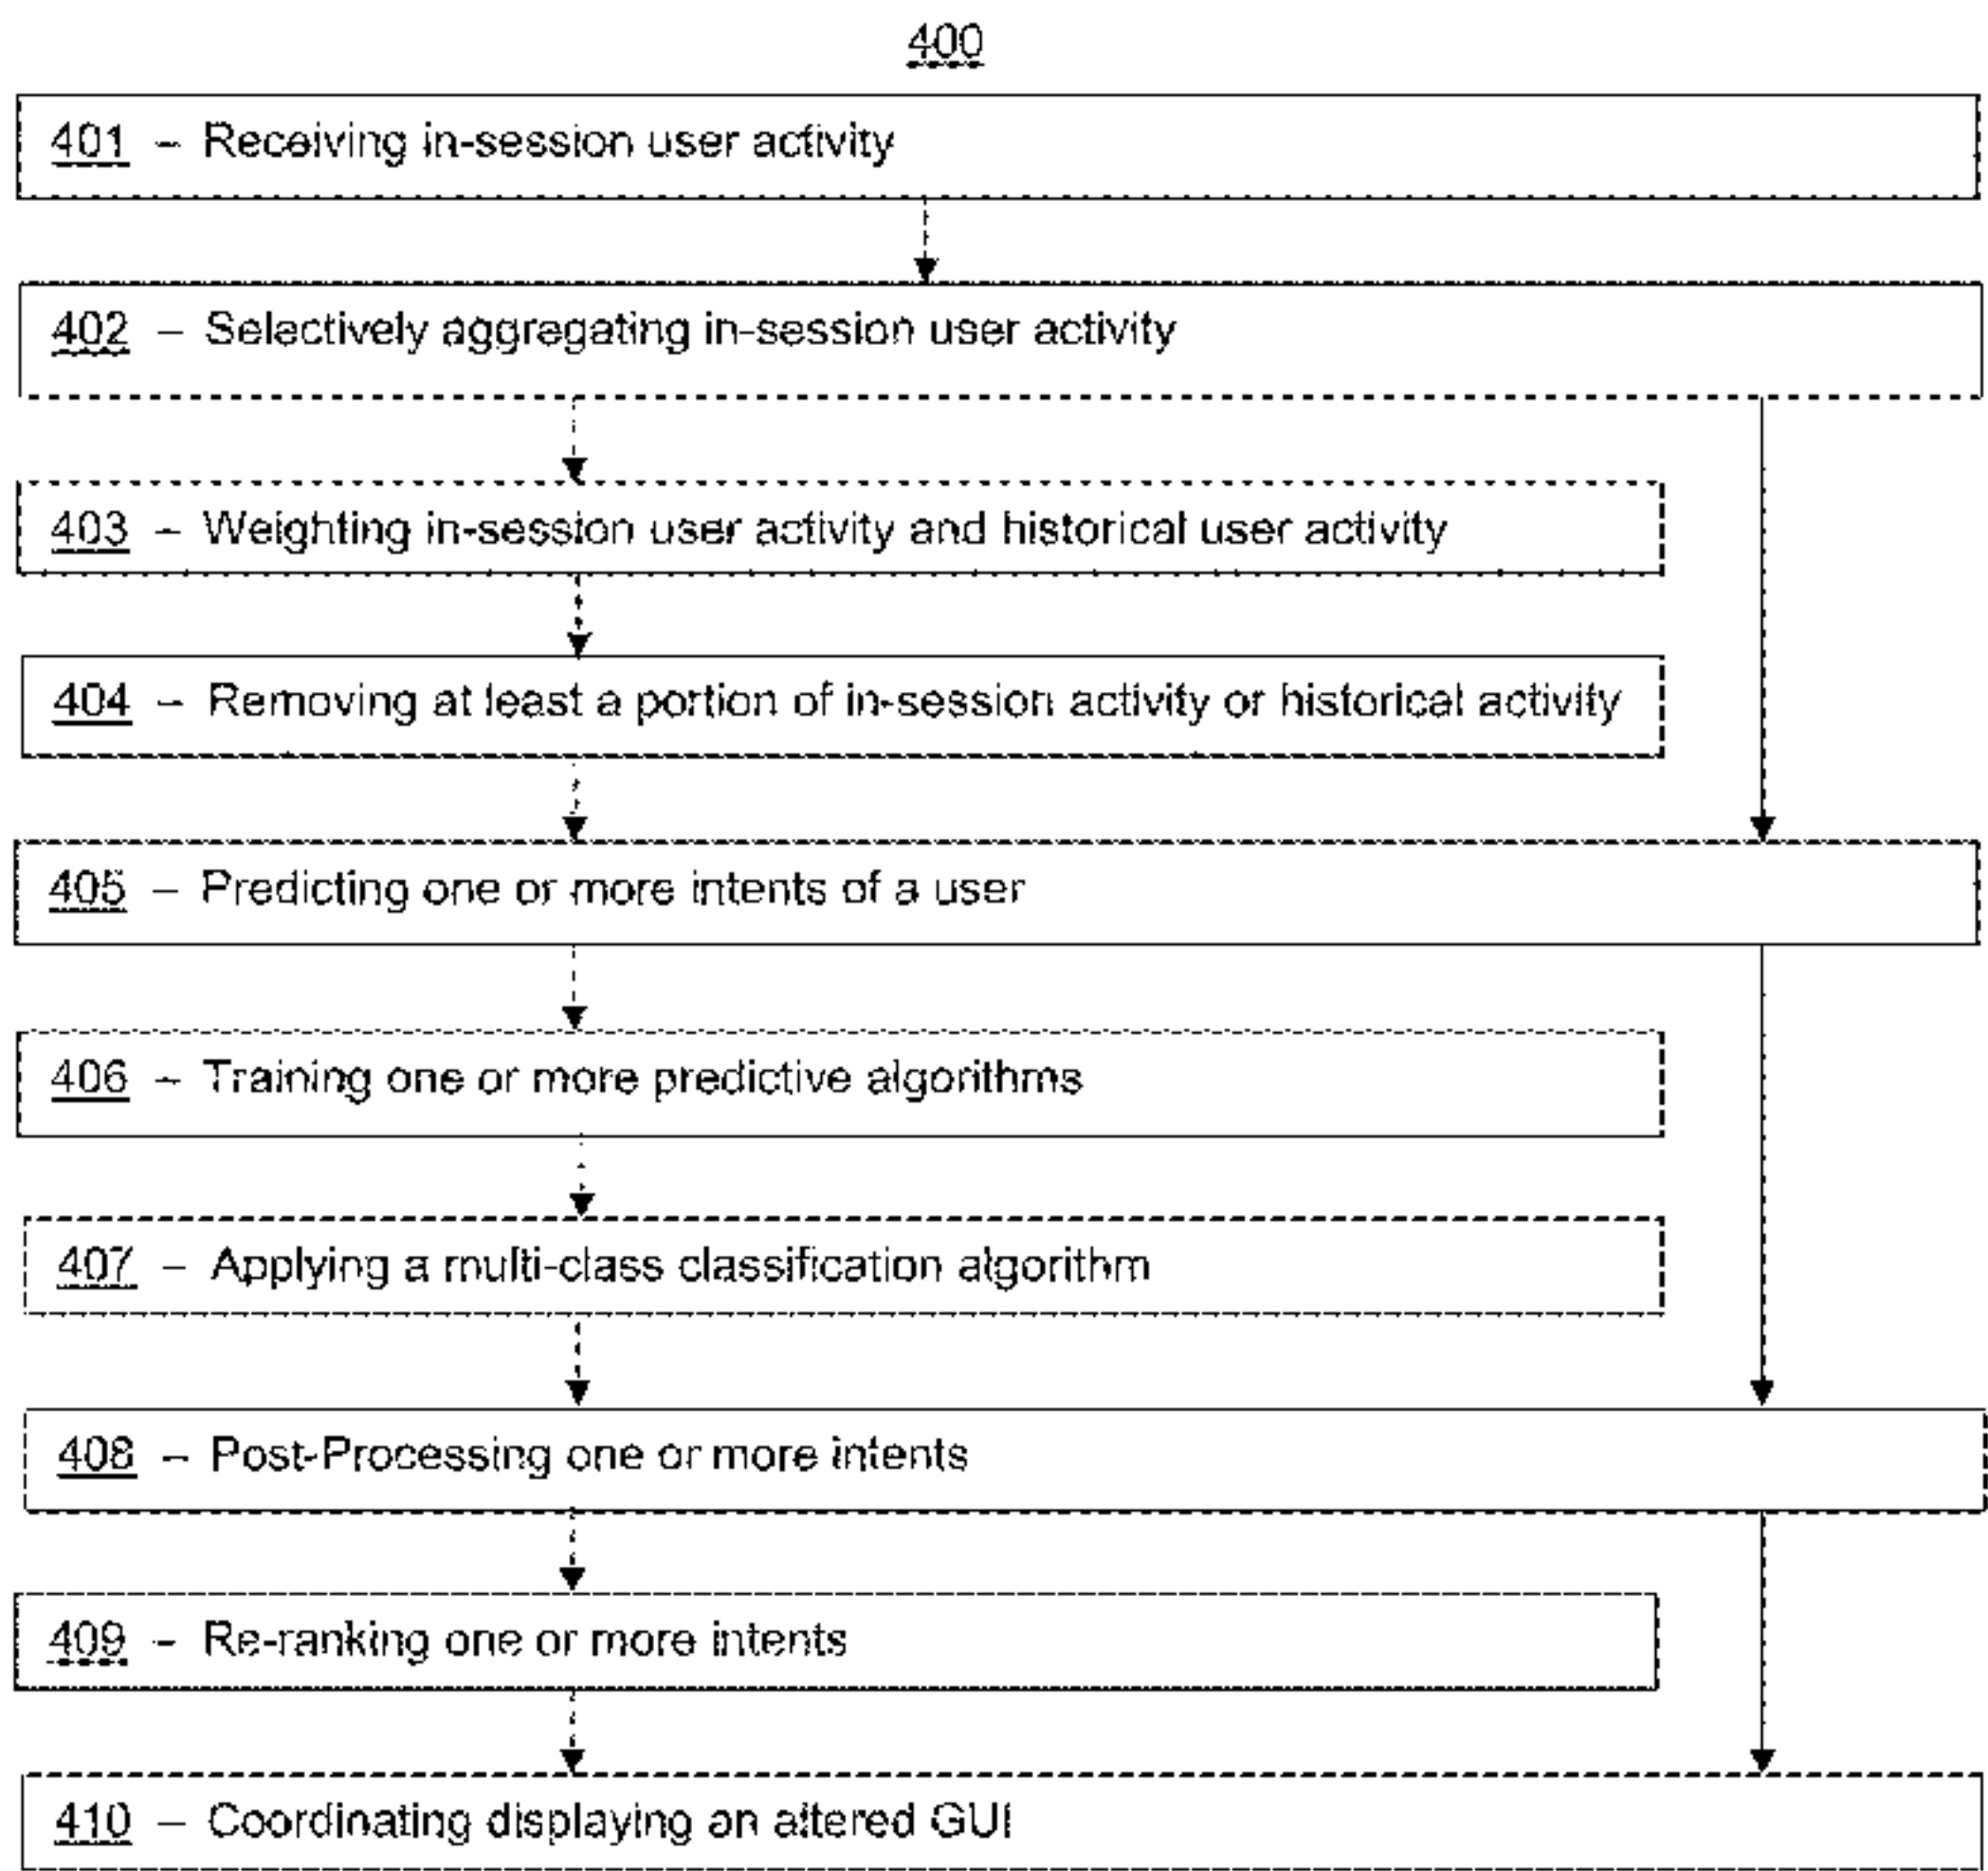 400
401 – Receiving in-session user activity
402 – Selectively aggregating in-session user activity
403 – Weighting in-session user activity and historical user activity
404 – Removing at least a portion of in-session activity or historical activity
405 – Predicting one or more intents of a user
406 – Training one or more predictive algorithms
407 – Applying a multi-class classification algorithm
408 – Post-Processing one or more intents
409 – Re-ranking one or more intents
410 – Coordinating displaying an altered GUI